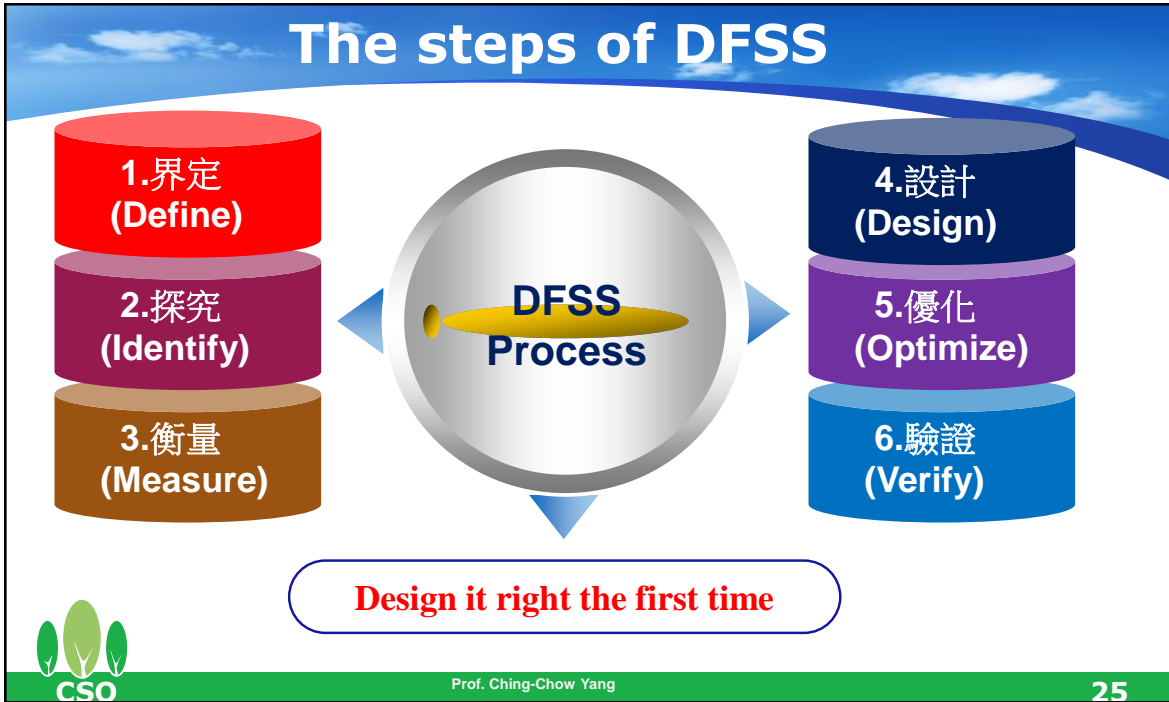 The steps of DFSS
1.界定
(Define)
2.探究
(Identify)
3.衡量
(Measure)
DFSS
Process
4.設計
(Design)
5.優化
(Optimize)
6.驗證
(Verify)
Design it right the first time
CSQ
Prof. Ching-Chow Yang
25